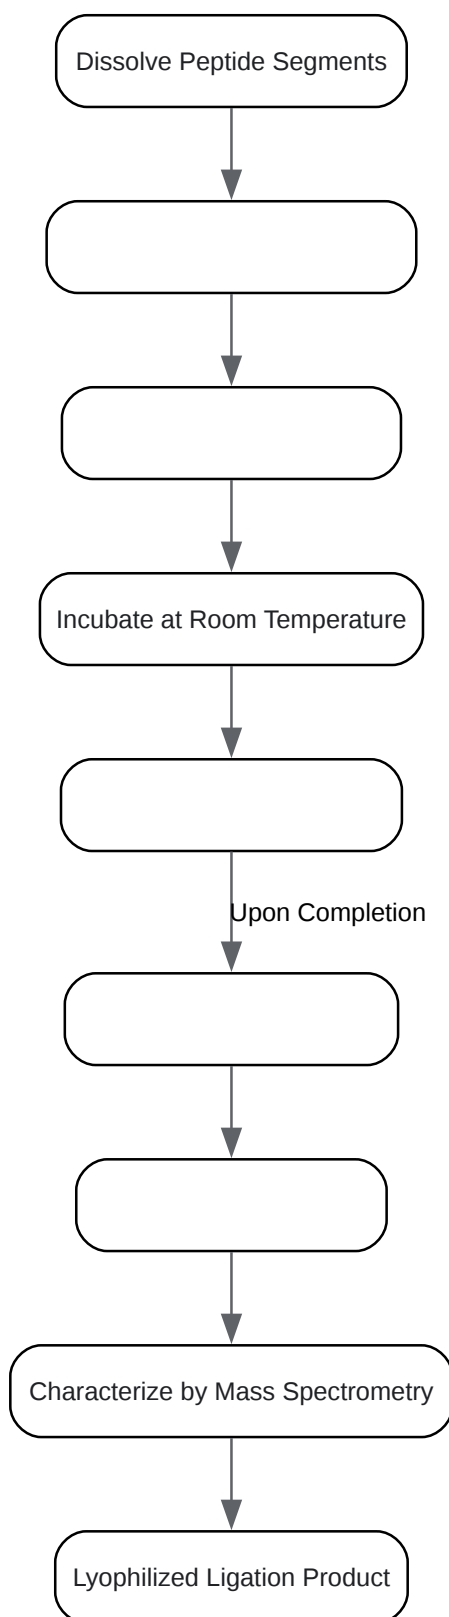 Dissolve Peptide Segments
Incubate at Room Temperature
Upon Completion
Characterize by Mass Spectrometry
Lyophilized Ligation Product